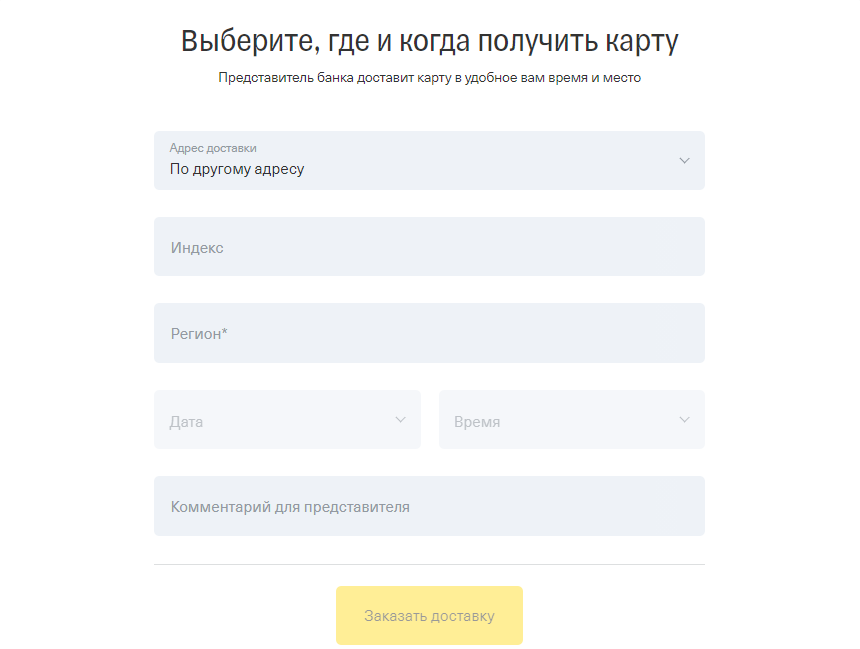 Выберите, где и когда получить карту
Представитель банка доставит карту в удобное вам время и место
Адрес доставки
По другому адресу
Индекс
Регион*
Дата
Время
Комментарий для представителя
Заказать доставку